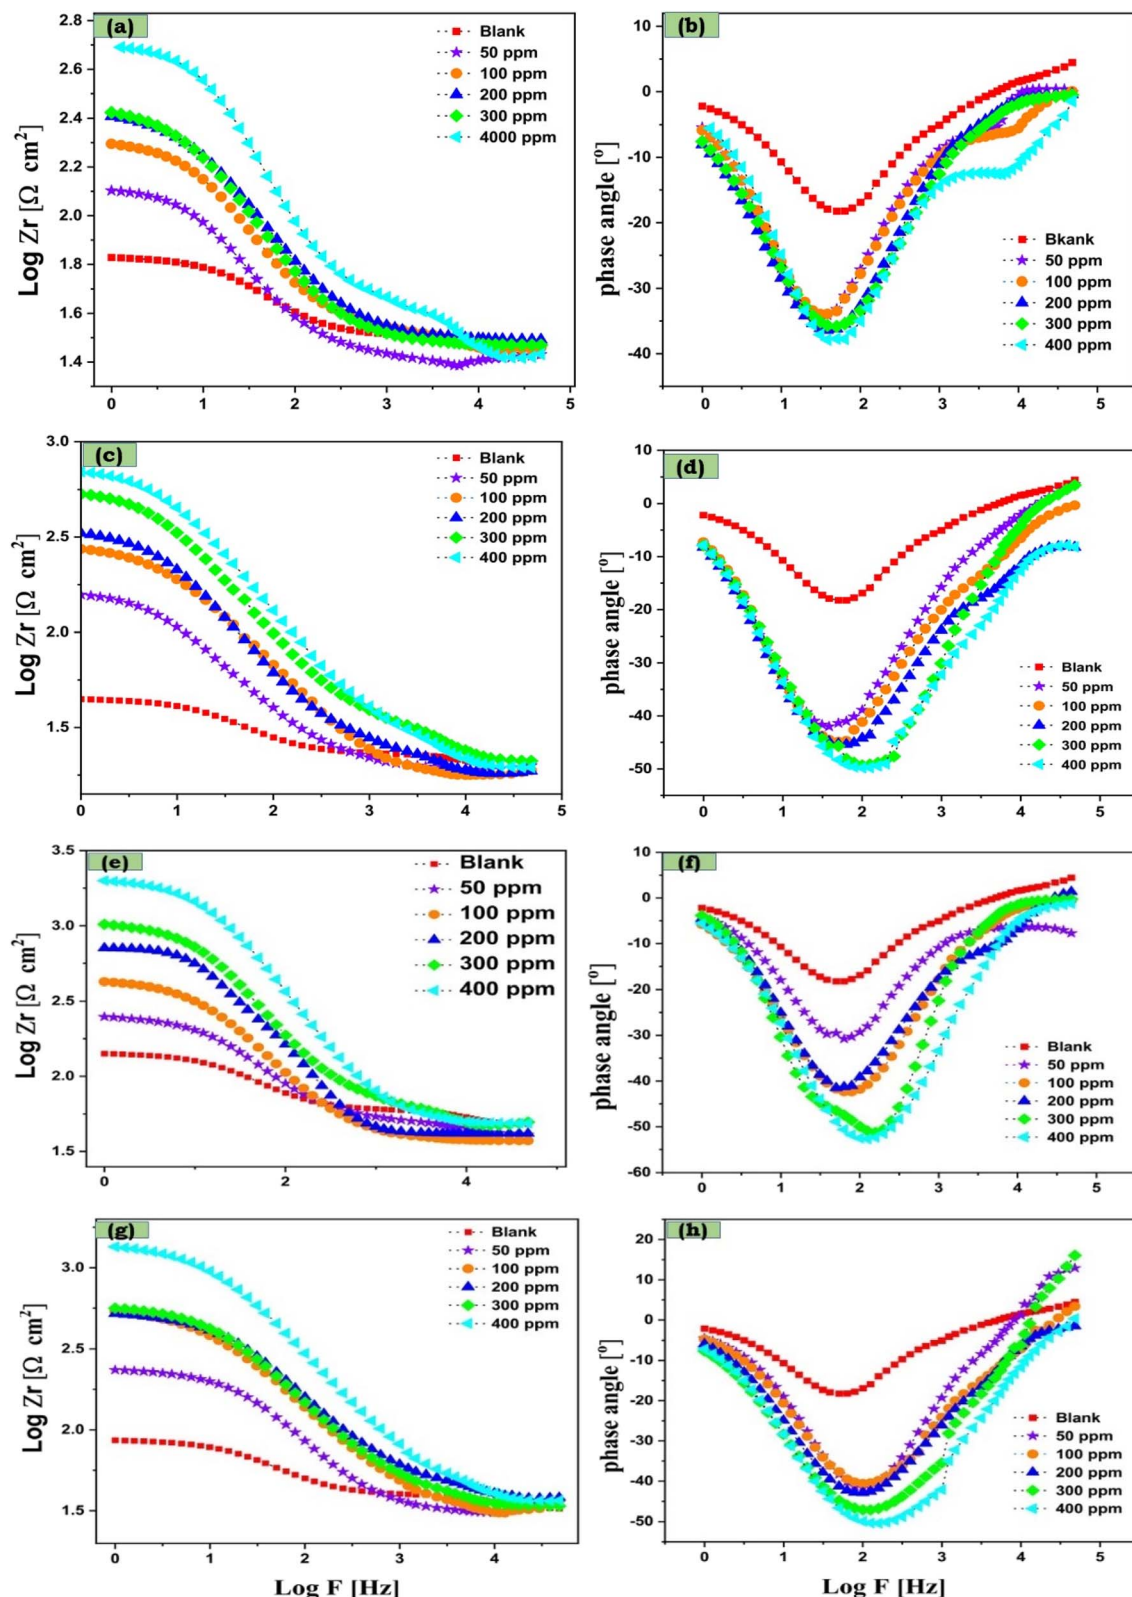 (a)
2.8
2.6
2.4
2.2
2.0
1.8
1.6
1.4
Log Zr [Ω cm²]
Blank
50 ppm
100 ppm
200 ppm
300 ppm
4000 ppm
0 1 2 3 4 5
(b)
10
0
-10
-20
-30
-40
phase angle [⁰]
Bkank
50 ppm
100 ppm
200 ppm
300 ppm
400 ppm
0 1 2 3 4 5
(c)
3.0
2.5
2.0
1.5
Log Zr [Ω cm²]
Blank
50 ppm
100 ppm
200 ppm
300 ppm
400 ppm
0 1 2 3 4 5
(d)
10
0
-10
-20
-30
-40
-50
phase angle [⁰]
Blank
50 ppm
100 ppm
200 ppm
300 ppm
400 ppm
0 1 2 3 4 5
(e)
3.5
3.0
2.5
2.0
1.5
Log Zr [Ω cm²]
Blank
50 ppm
100 ppm
200 ppm
300 ppm
400 ppm
0 2 4
(f)
10
0
-10
-20
-30
-40
-50
-60
phase angle [⁰]
Blank
50 ppm
100 ppm
200 ppm
300 ppm
400 ppm
0 1 2 3 4 5
(g)
3.0
2.5
2.0
1.5
Log Zr [Ω cm²]
Blank
50 ppm
100 ppm
200 ppm
300 ppm
400 ppm
0 1 2 3 4
Log F [Hz]
(h)
20
10
0
-10
-20
-30
-40
-50
phase angle [⁰]
Blank
50 ppm
100 ppm
200 ppm
300 ppm
400 ppm
0 1 2 3 4 5
Log F [Hz]